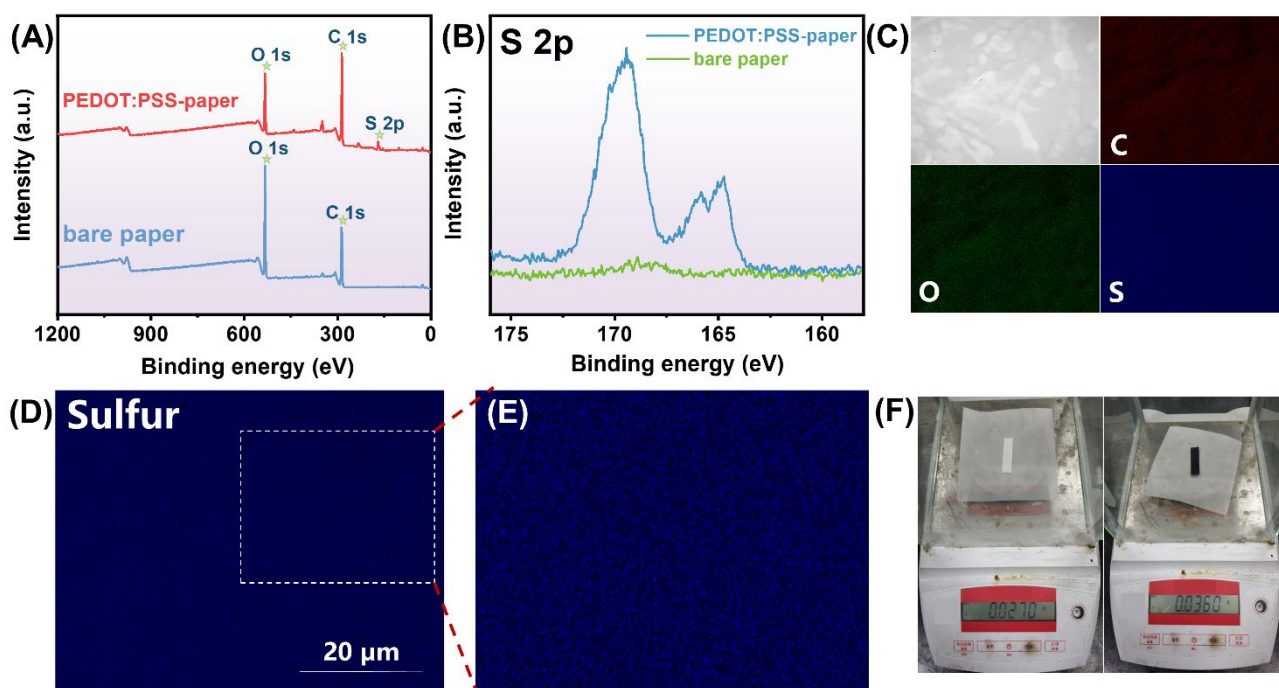 (A)
O 1s
C 1s
PEDOT:PSS-paper
S 2p
O 1s
C 1s
bare paper
Intensity (a.u.)
1200
900
600
300
0
Binding energy (eV)
(B)
S 2p
PEDOT:PSS-paper
bare paper
Intensity (a.u.)
175
170
165
160
Binding energy (eV)
(C)
C
O
S
(D)
Sulfur
20 μm
(E)
(F)
0.0270
0.0360